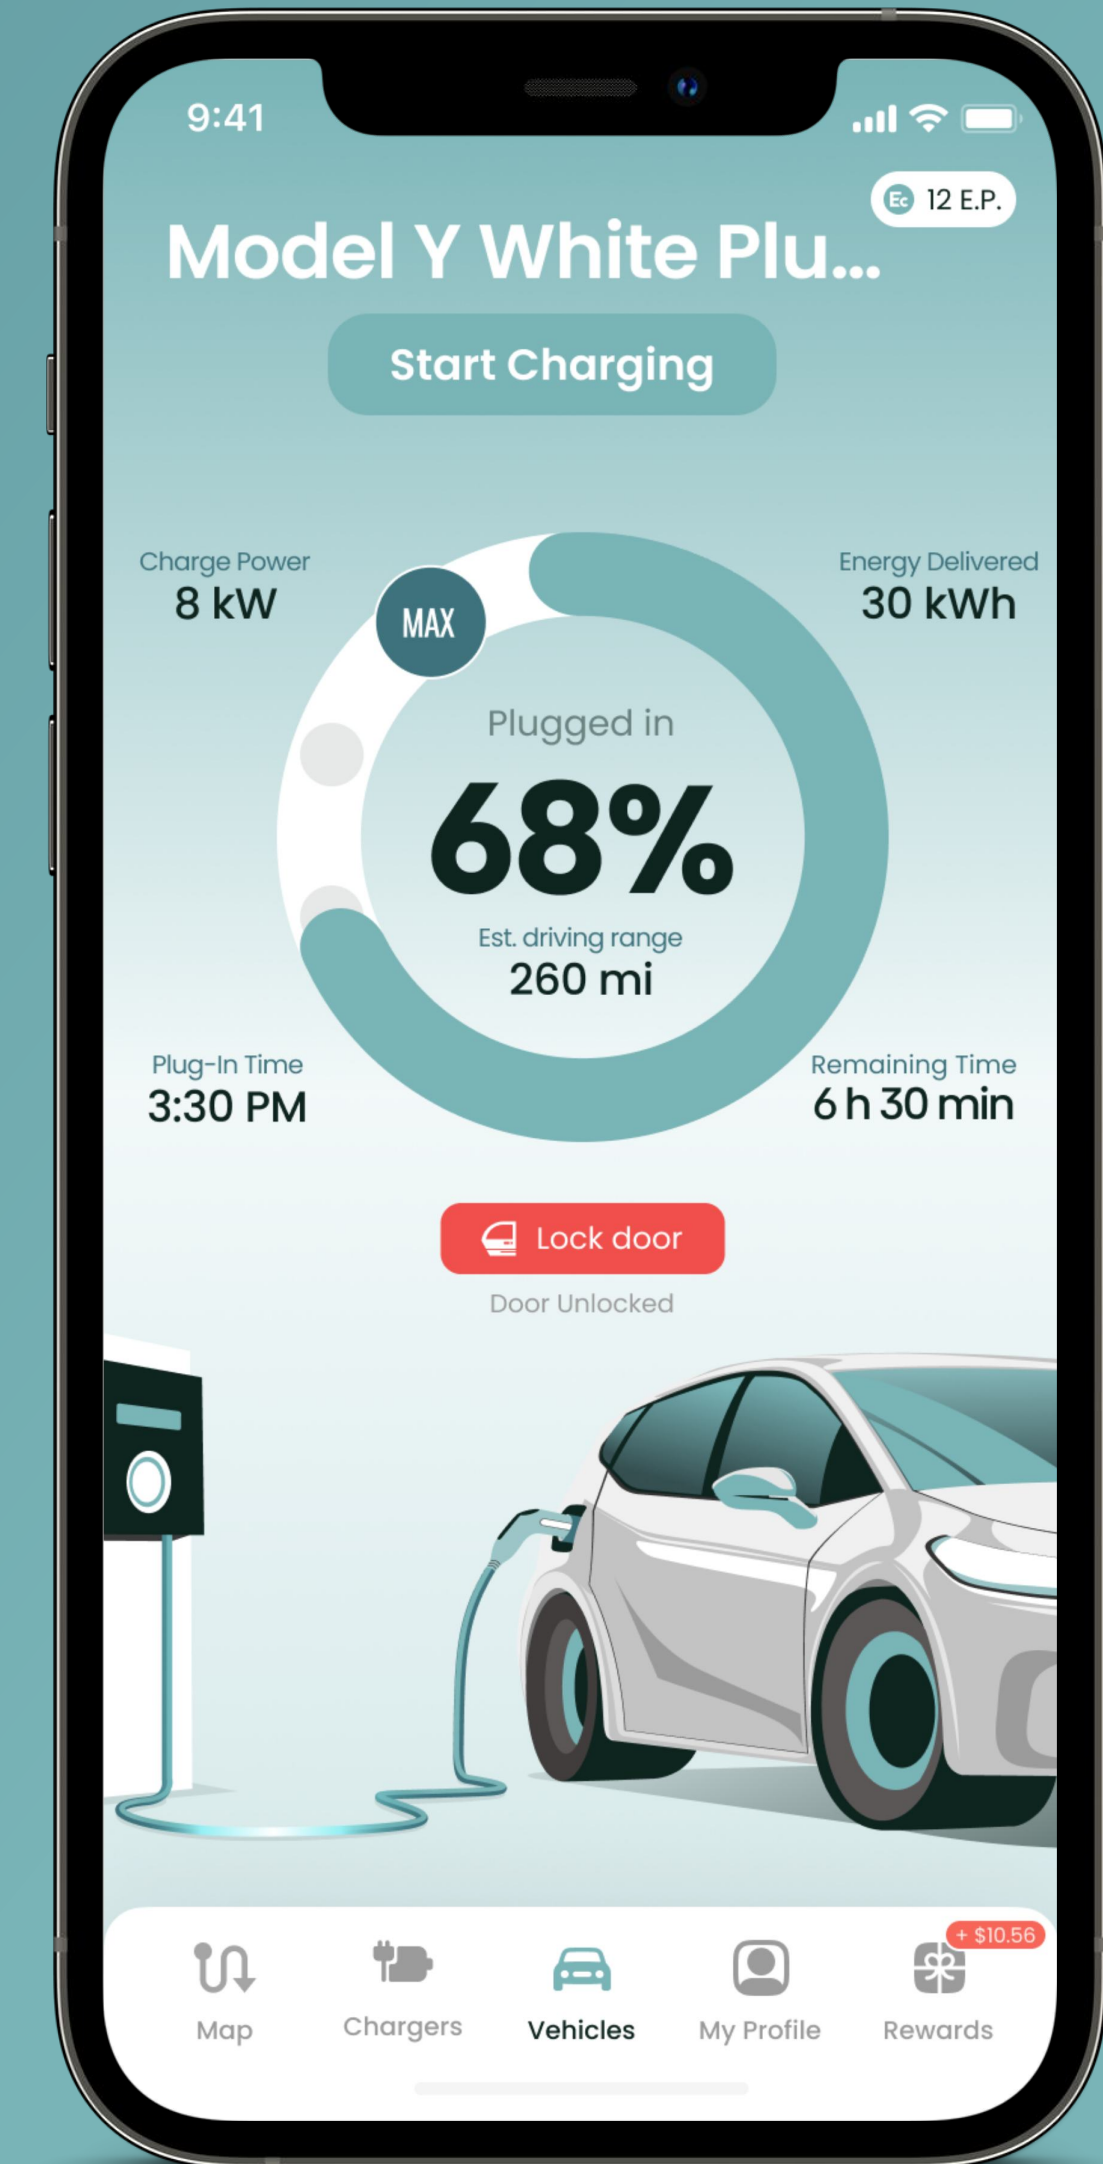 9:41
Ec 12 E.P.
Model Y White Plu...
Start Charging
Charge Power
8 kW
Energy Delivered
30 kWh
MAX
Plugged in
68%
Est. driving range
260 mi
Plug-In Time
3:30 PM
Remaining Time
6 h 30 min
Lock door
Door Unlocked
+ $10.56
Map
Chargers
Vehicles
My Profile
Rewards